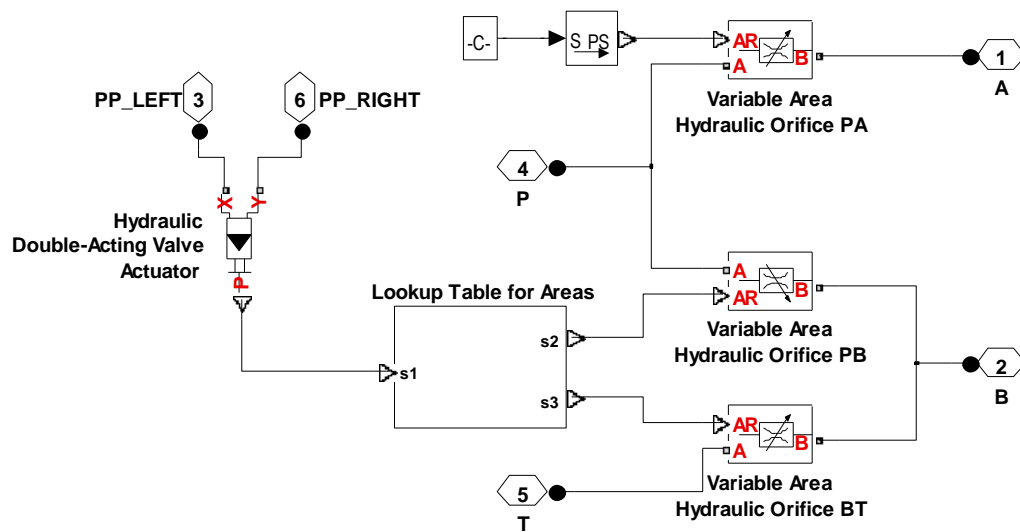 -C-
S PS
AR
A
B
1
A
Variable Area
Hydraulic Orifice PA
PP_LEFT
3
6
PP_RIGHT
4
P
X
Y
Hydraulic
Double-Acting Valve
Actuator
P
Lookup Table for Areas
s1
s2
s3
A
AR
B
Variable Area
Hydraulic Orifice PB
2
B
AR
A
B
5
T
Variable Area
Hydraulic Orifice BT